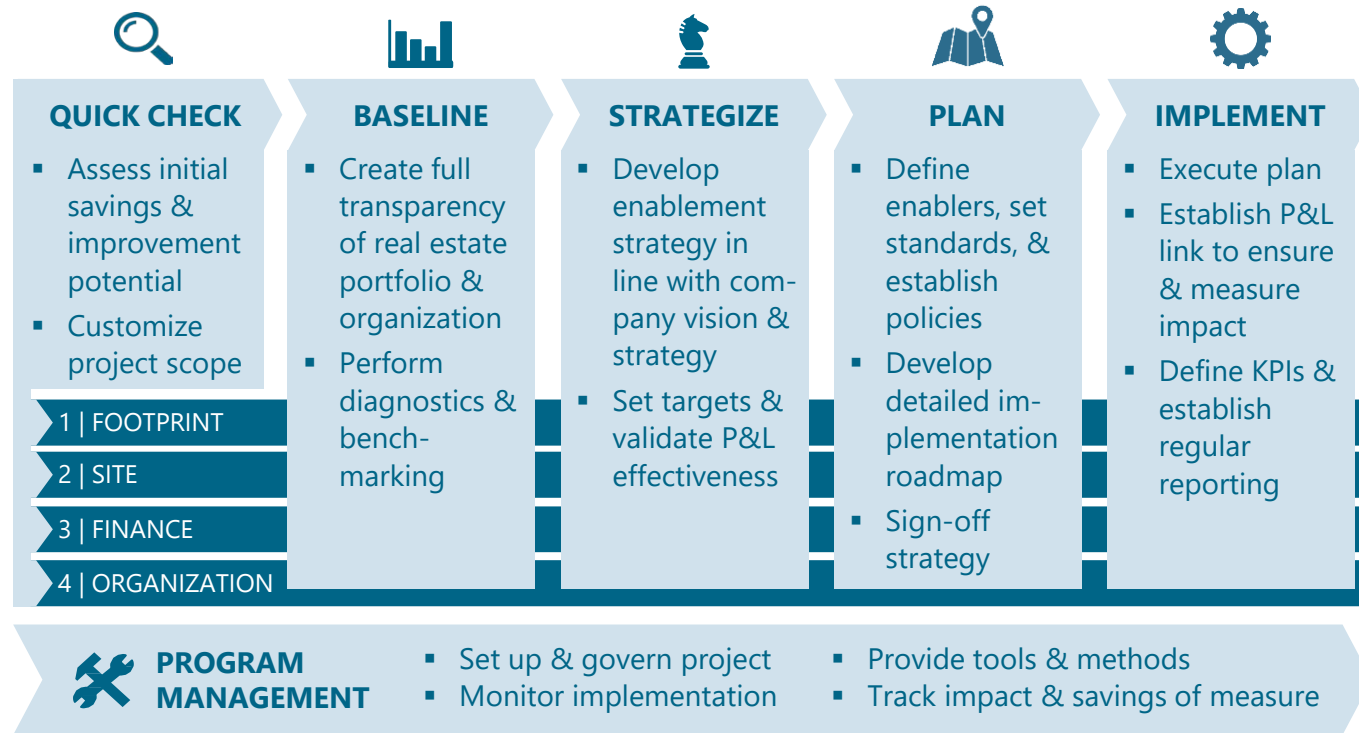 QUICK CHECK
▪ Assess initial
savings &
improvement
potential
▪ Customize
project scope
BASELINE
▪ Create full
transparency
of real estate
portfolio &
organization
▪ Perform
diagnostics &
bench-
marking
STRATEGIZE
▪ Develop
enablement
strategy in
line with com-
pany vision &
strategy
▪ Set targets &
validate P&L
effectiveness
PLAN
▪ Define
enablers, set
standards, &
establish
policies
▪ Develop
detailed im-
plementation
roadmap
▪ Sign-off
strategy
IMPLEMENT
▪ Execute plan
▪ Establish P&L
link to ensure
& measure
impact
▪ Define KPIs &
establish
regular
reporting
1 | FOOTPRINT
2 | SITE
3 | FINANCE
4 | ORGANIZATION
PROGRAM
MANAGEMENT
▪ Set up & govern project
▪ Monitor implementation
▪ Provide tools & methods
▪ Track impact & savings of measure